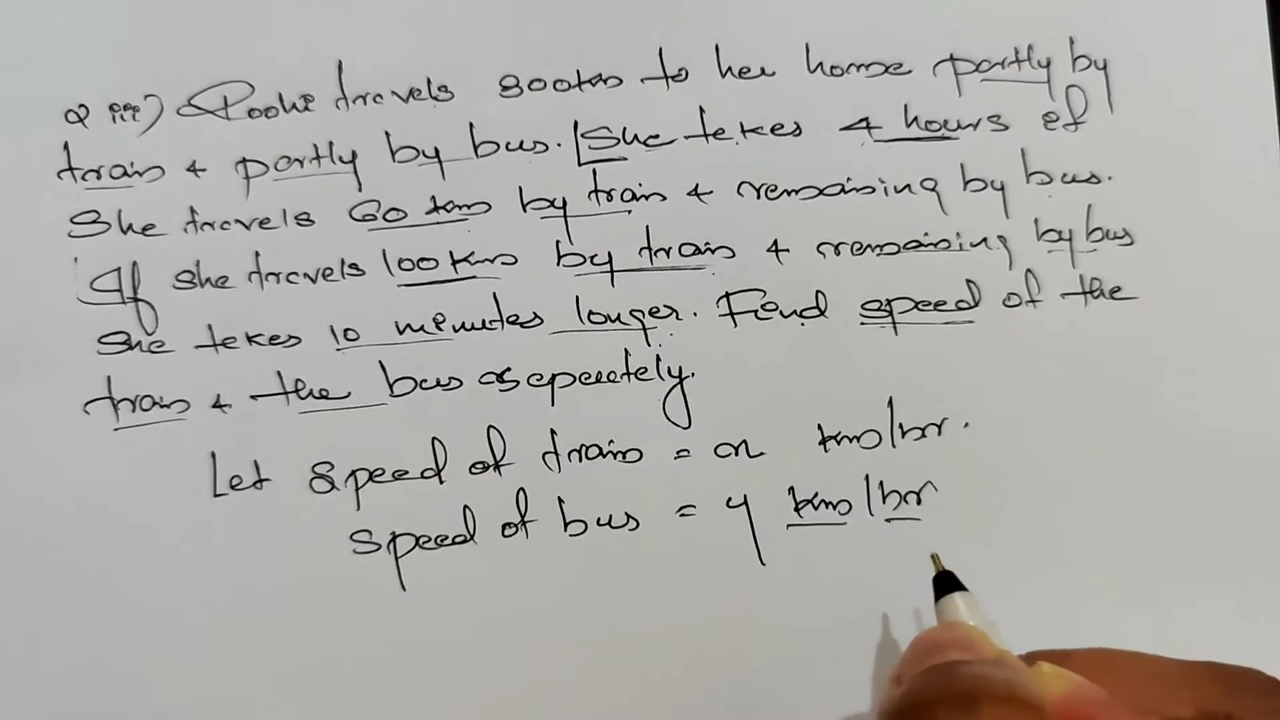 Q iii) Roohi travels 300km to her home partly by
train & partly by bus. She takes 4 hours if
She travels 60 km by train & remaining by bus.
If she travels 100 km by train & remaining by bus
She takes 10 minutes longer. Find speed of the
train & the bus seperately.
Let speed of train = x km/hr.
speed of bus = y km/hr